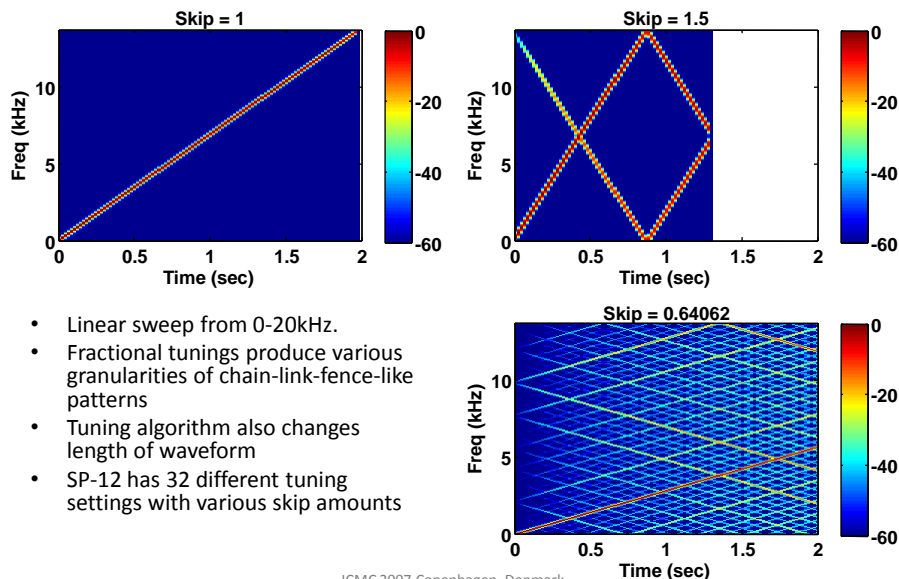 Skip = 1
0
-20
-40
-60
Freq (kHz)
10
5
0
0 0.5 1 1.5 2
Time (sec)
Skip = 1.5
0
-20
-40
-60
Freq (kHz)
10
5
0
0 0.5 1 1.5 2
Time (sec)
• Linear sweep from 0-20kHz.
• Fractional tunings produce various
granularities of chain-link-fence-like
patterns
• Tuning algorithm also changes
length of waveform
• SP-12 has 32 different tuning
settings with various skip amounts
Skip = 0.64062
0
-20
-40
-60
Freq (kHz)
10
5
0
0 0.5 1 1.5 2
Time (sec)